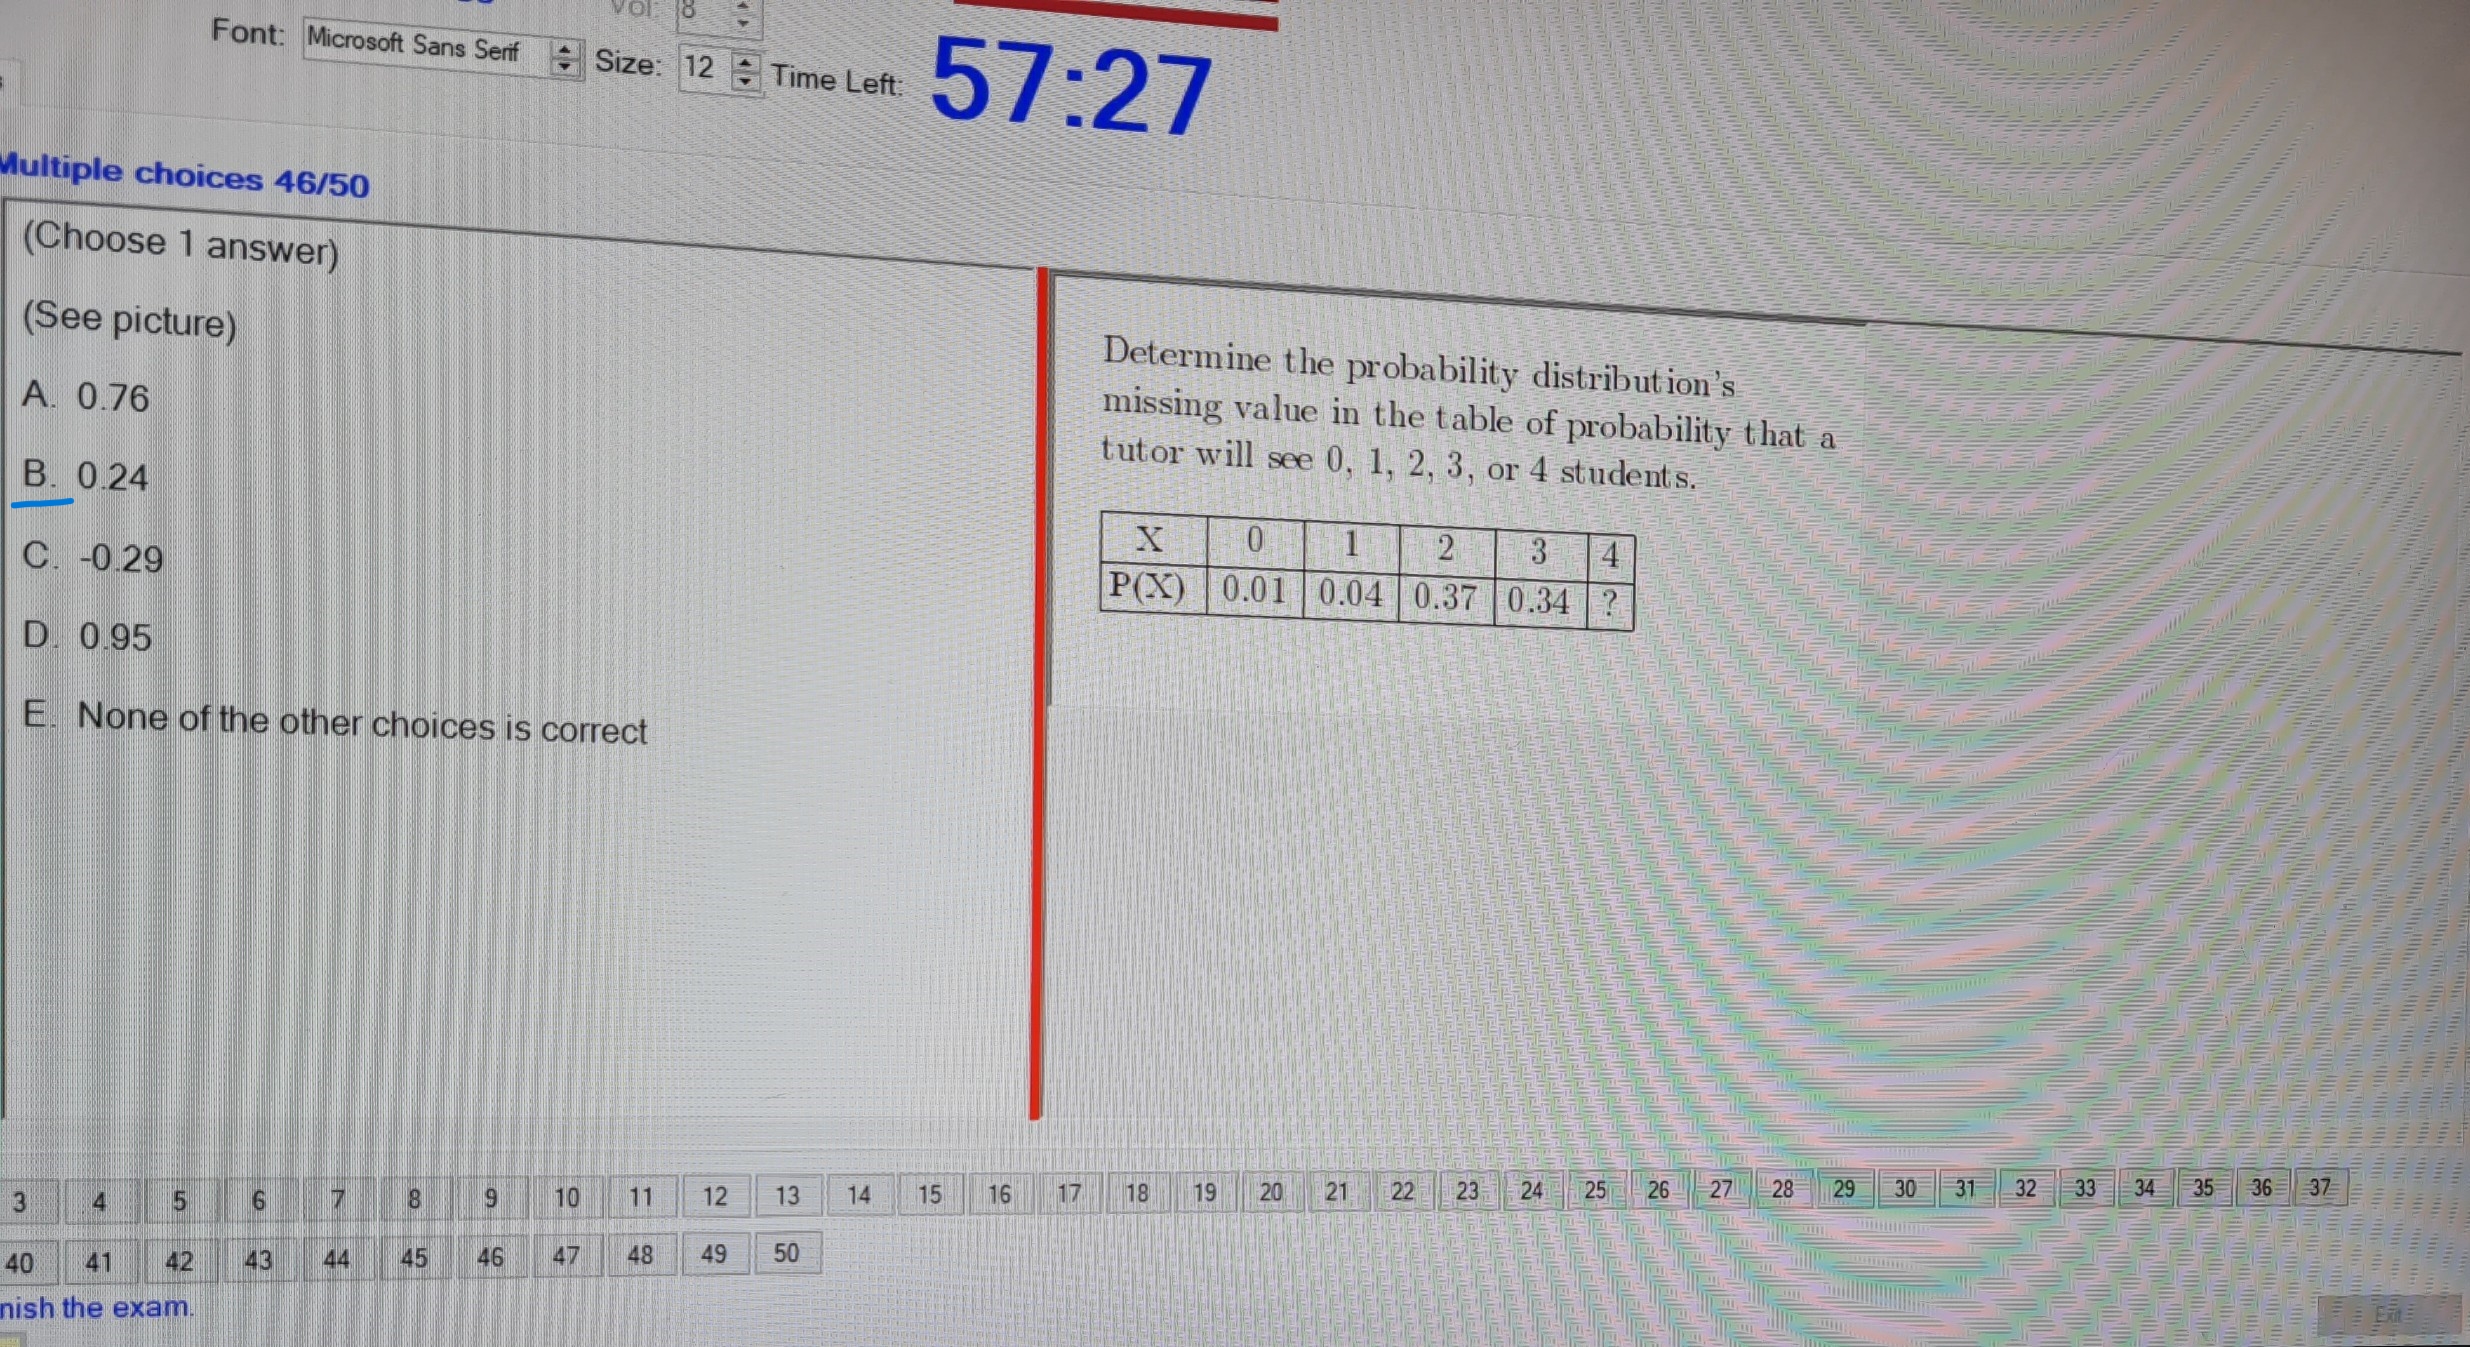 Vol: 8
Font: Microsoft Sans Serif Size: 12 Time Left: 57:27
Multiple choices 46/50
(Choose 1 answer)
(See picture)
A. 0.76
B. 0.24
C. -0.29
D. 0.95
E. None of the other choices is correct
Determine the probability distribution's
missing value in the table of probability that a
tutor will see 0, 1, 2, 3, or 4 students.
X 0 1 2 3 4
P(X) 0.01 0.04 0.37 0.34 ?
3 4 5 6 7 8 9 10 11 12 13 14 15 16 17 18 19 20 21 22 23 24 25 26 27 28 29 30 31 32 33 34 35 36 37
40 41 42 43 44 45 46 47 48 49 50
nish the exam.
Exit